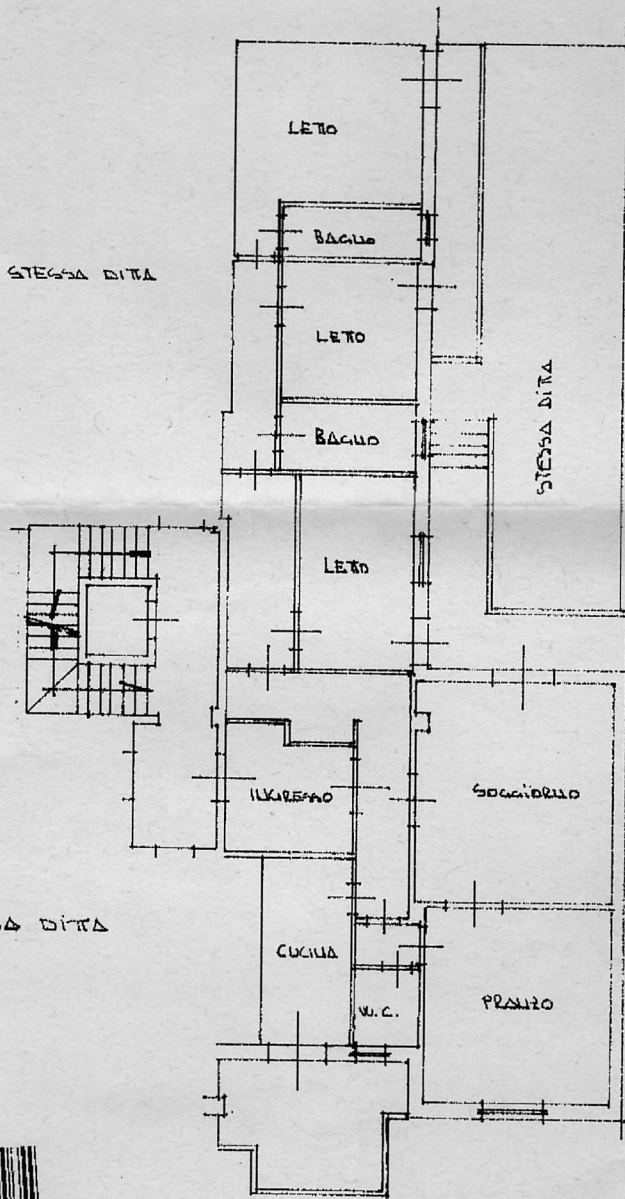 LETTO
BAGNO
STESSA DITTA
LETTO
STESSA DITTA
BAGNO
LETTO
INGRESSO
SOGGIORNO
DITTA
CUCINA
PRANZO
W.C.